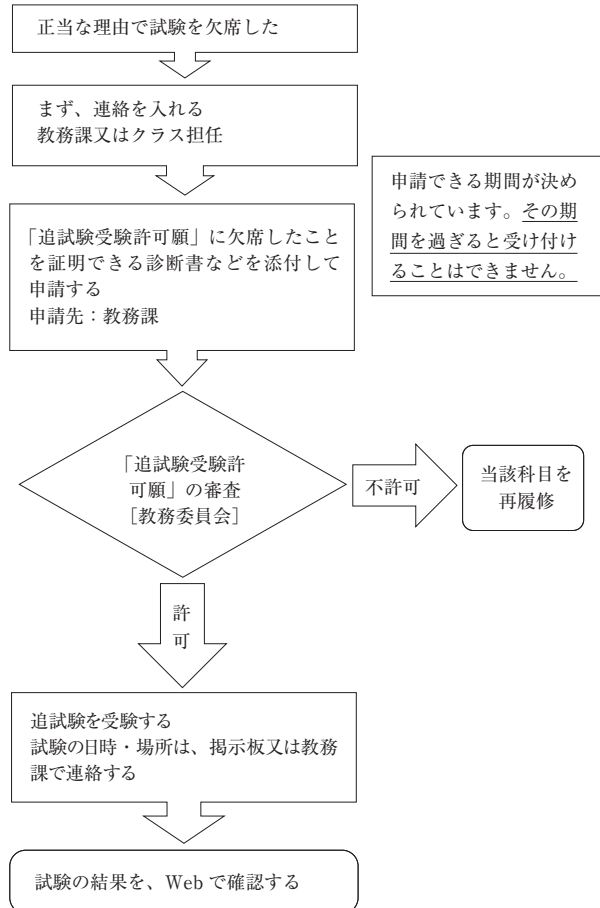 正当な理由で試験を欠席した
まず、連絡を入れる
教務課又はクラス担任
申請できる期間が決め
られています。その期
間を過ぎると受け付け
ることはできません。
「追試験受験許可願」に欠席したこと
を証明できる診断書などを添付して
申請する
申請先：教務課
「追試験受験許
可願」の審査
［教務委員会］
不許可
当該科目を
再履修
許
可
追試験を受験する
試験の日時・場所は、掲示板又は教務
課で連絡する
試験の結果を、Web で確認する